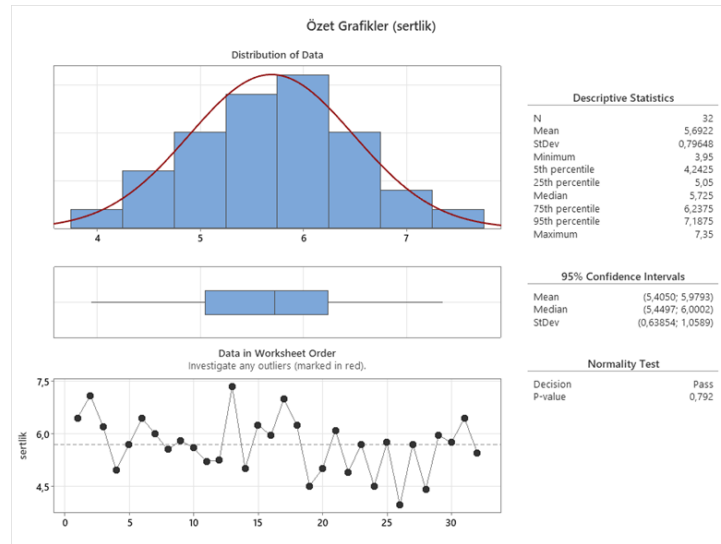 Özet Grafikler (sertlik)
Distribution of Data
4 5 6 7
Descriptive Statistics
N 32
Mean 5,6922
StDev 0,79648
Minimum 3,95
5th percentile 4,2425
25th percentile 5,05
Median 5,725
75th percentile 6,2375
95th percentile 7,1875
Maximum 7,35
95% Confidence Intervals
Mean (5,4050; 5,9793)
Median (5,4497; 6,0002)
StDev (0,63854; 1,0589)
Normality Test
Decision Pass
P-value 0,792
Data in Worksheet Order
Investigate any outliers (marked in red).
sertlik
7,5
6,0
4,5
0 5 10 15 20 25 30